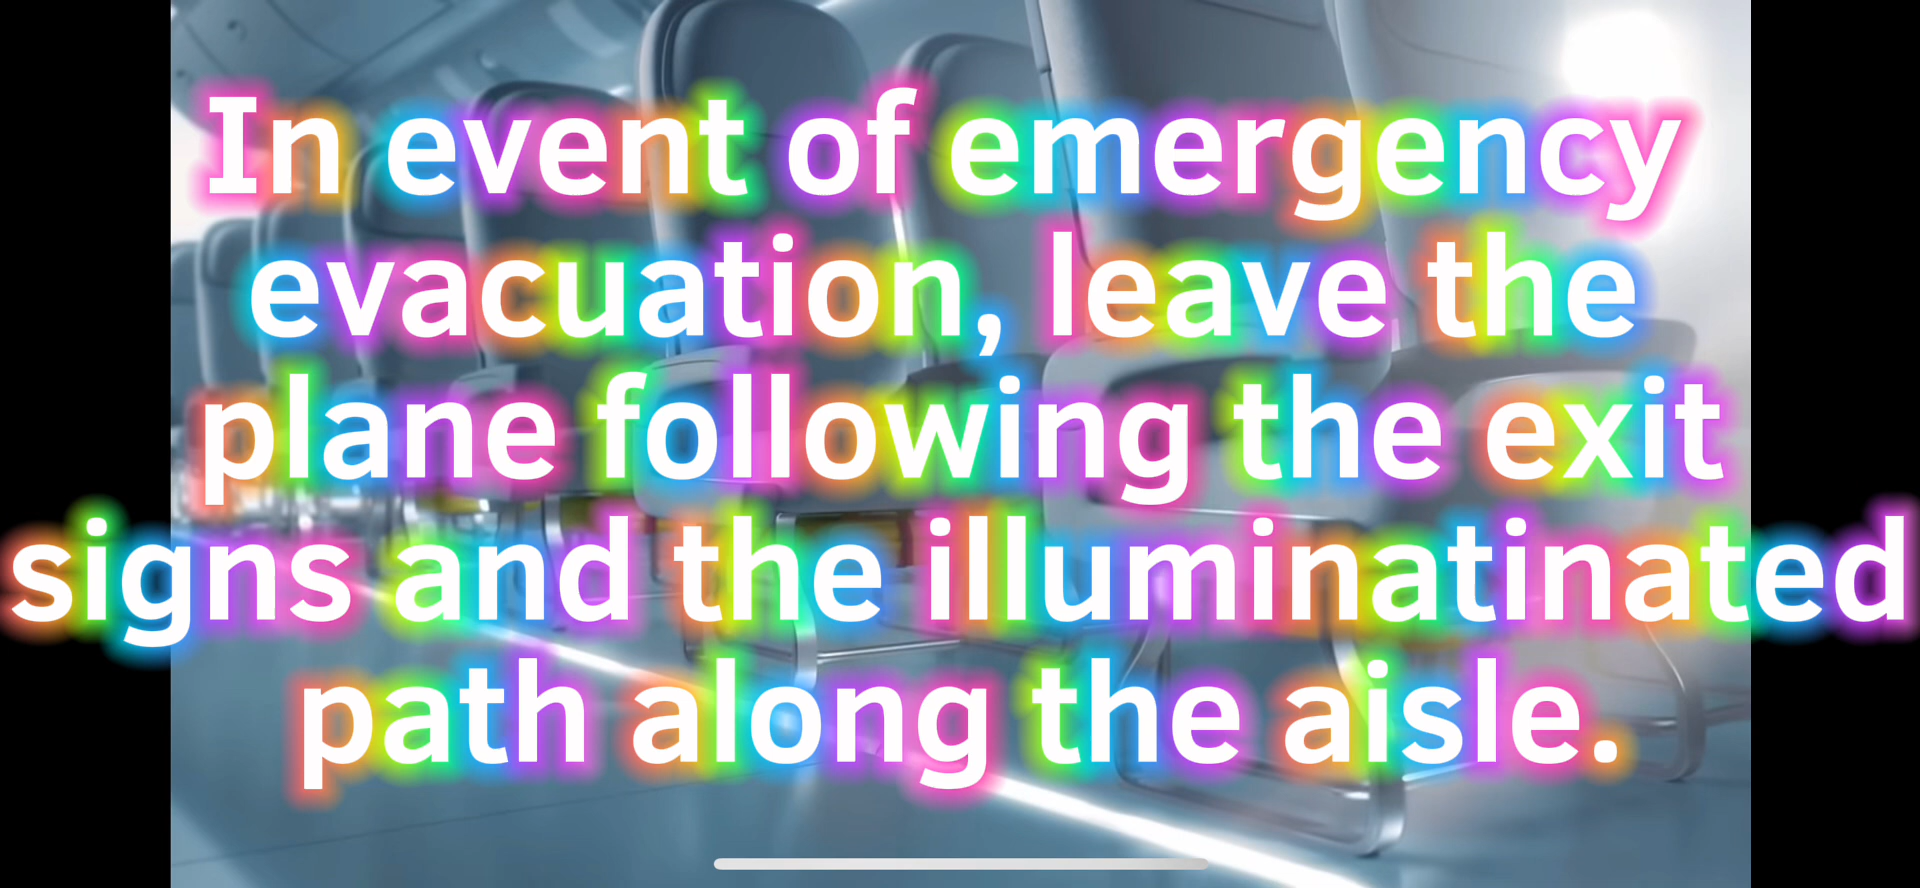 In event of emergency
evacuation, leave the
plane following the exit
signs and the illuminatinated
path along the aisle.